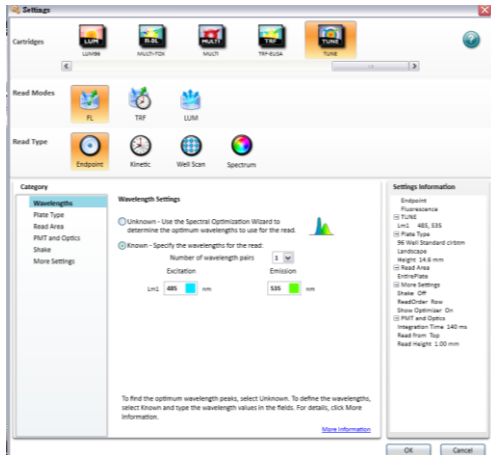 Settings
Cartridges
LUM96
MULTI-TOX
MULTI
TRF-ELISA
TUNE
Read Modes
FL
TRF
LUM
Read Type
Endpoint
Kinetic
Well Scan
Spectrum
Category
Wavelengths
Plate Type
Read Area
PMT and Optics
Shake
More Settings
Wavelength Settings
Unknown - Use the Spectral Optimization Wizard to
determine the optimum wavelengths to use for the read.
Known - Specify the wavelengths for the read:
Number of wavelength pairs 1
Excitation Emission
Lm1 485 nm 535 nm
To find the optimum wavelength peaks, select Unknown. To define the wavelengths,
select Known and type the wavelength values in the fields. For details, click More
Information.
More Information
Settings Information
Endpoint
Fluorescence
TUNE
Lm1 485, 535
Plate Type
96 Well Standard clrbtm
Landscape
Height 14.6 mm
Read Area
EntirePlate
More Settings
Shake Off
ReadOrder Row
Show Optimiser On
PMT and Optics
Integration Time 140 ms
Read from Top
Read Height 1.00 mm
OK Cancel